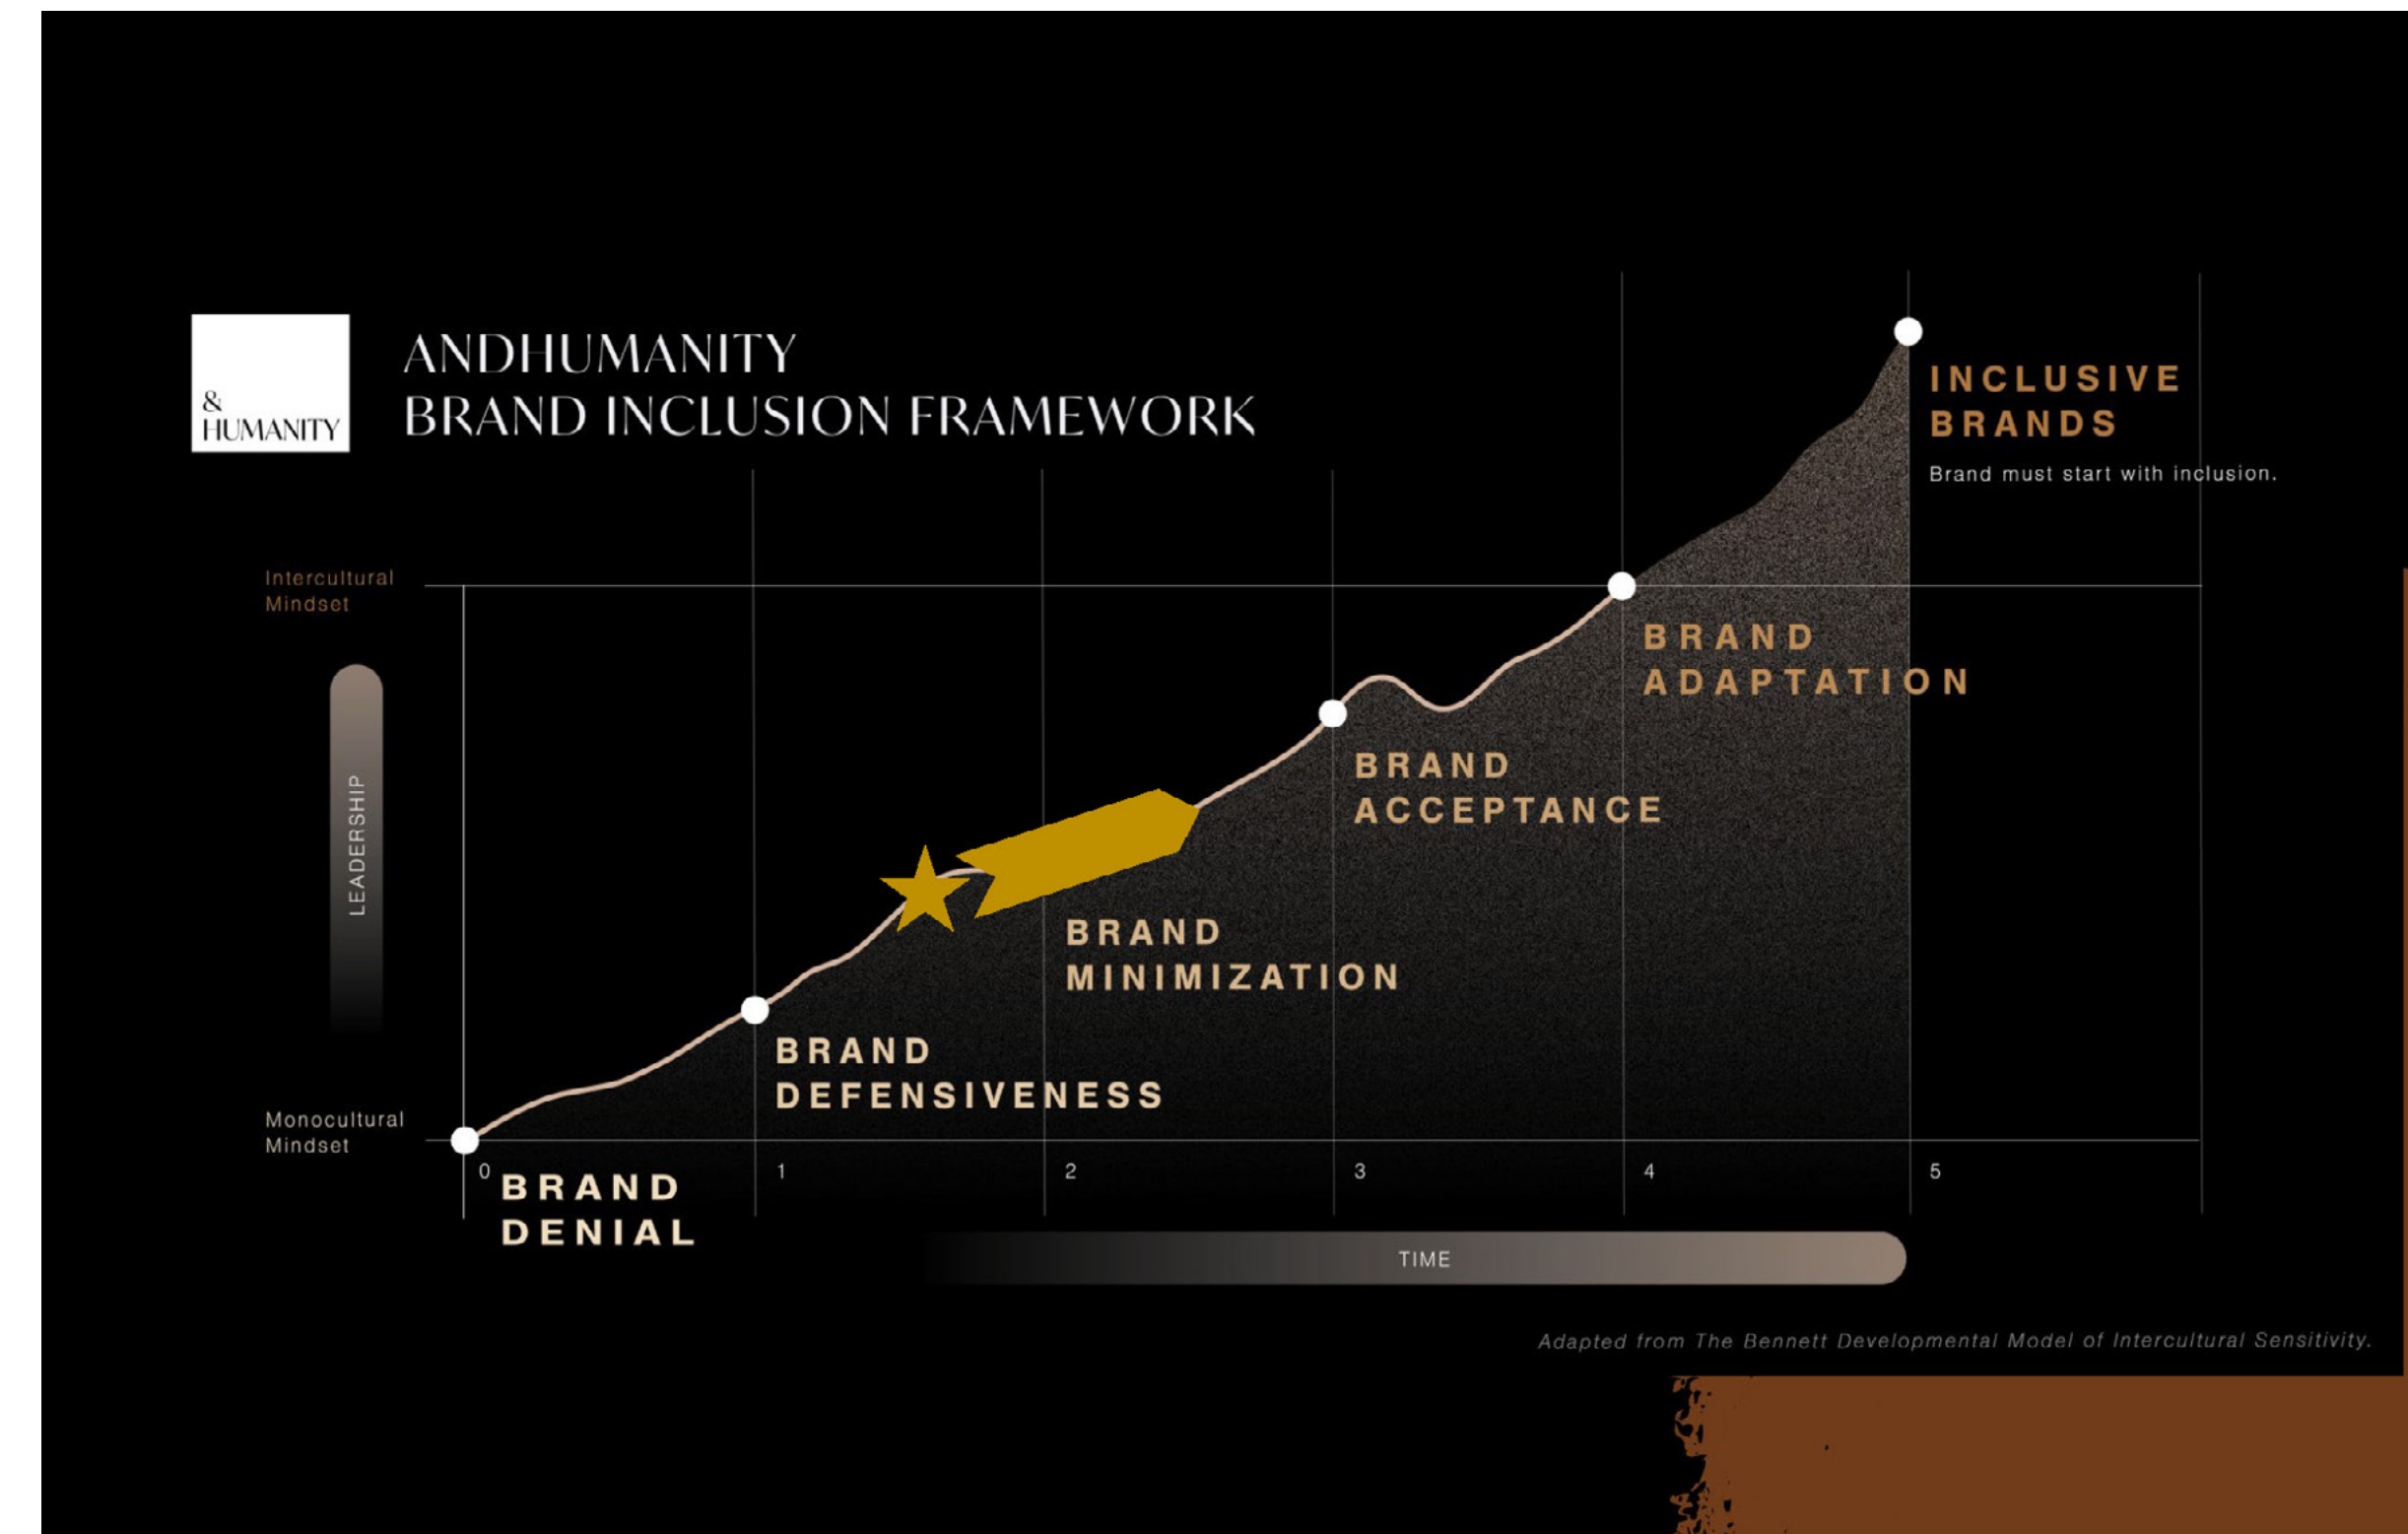 &
HUMANITY
ANDHUMANITY
BRAND INCLUSION FRAMEWORK
INCLUSIVE
BRANDS
Brand must start with inclusion.
Intercultural
Mindset
BRAND
ADAPTATION
BRAND
ACCEPTANCE
LEADERSHIP
BRAND
MINIMIZATION
BRAND
DEFENSIVENESS
Monocultural
Mindset
0
1
2
3
4
5
BRAND
DENIAL
TIME
Adapted from The Bennett Developmental Model of Intercultural Sensitivity.